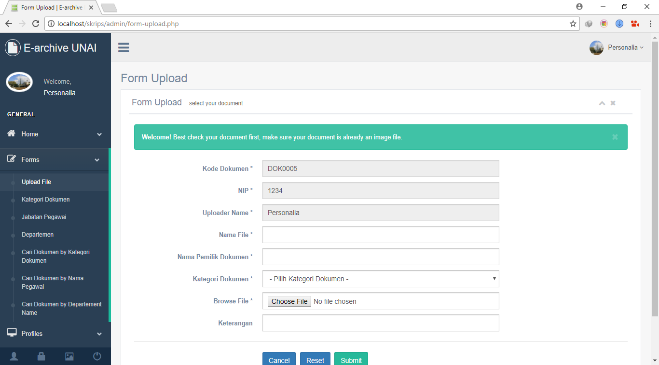 Form Upload | E-archive
localhost/skrips/admin/form-upload.php
E-archive UNAI
Personalia
Welcome,
Personalia
GENERAL
Home
Forms
Upload File
Kategori Dokumen
Jabatan Pegawai
Departemen
Cari Dokumen by Kategori
Dokumen
Cari Dokumen by Nama
Pegawai
Cari Dokumen by Departement
Name
Profiles
Form Upload
Form Upload select your document
Welcome! Best check your document first, make sure your document is already an image file.
Kode Dokumen * DOK0005
NIP * 1234
Uploader Name * Personalia
Nama File *
Nama Pemilik Dokumen *
Kategori Dokumen * - Pilih Kategori Dokumen -
Browse File * Choose File No file chosen
Keterangan
Cancel Reset Submit